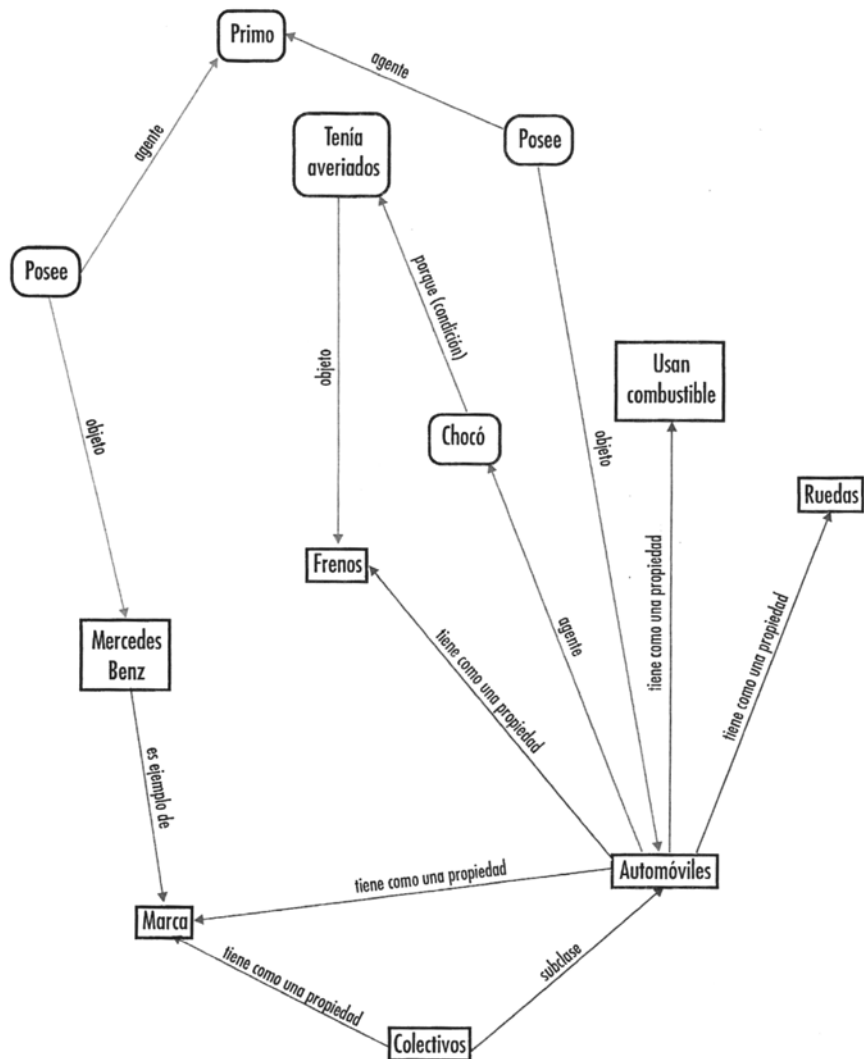 Primo
agente
agente
Tenía
averiados
Posee
Posee
porque (condición)
objeto
objeto
objeto
Usan
combustible
Chocó
Ruedas
Frenos
Mercedes
Benz
tiene como una propiedad
agente
tiene como una propiedad
tiene como una propiedad
es ejemplo de
tiene como una propiedad
Automóviles
Marca
tiene como una propiedad
subclase
Colectivos